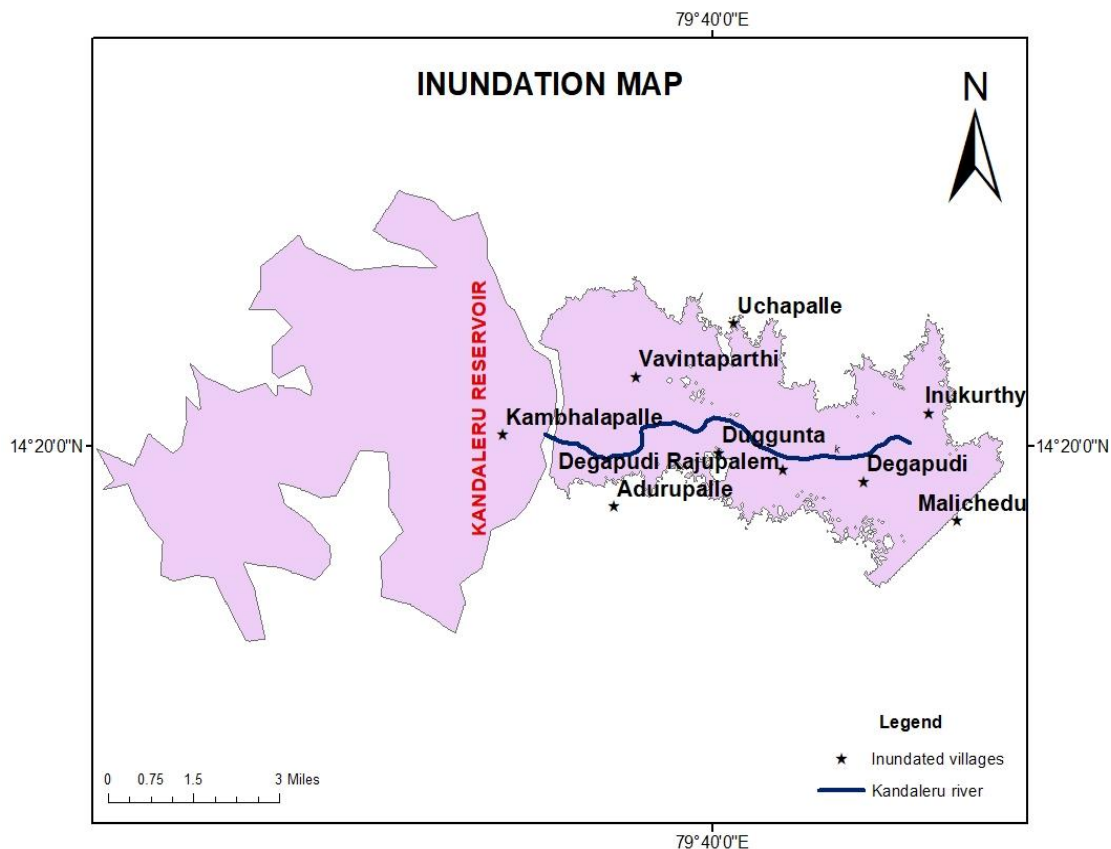 79°40'0"E
INUNDATION MAP
N
KANDALERU RESERVOIR
Uchapalle
Vavintaparthi
Inukurthy
Kambhalapalle
Duggunta
14°20'0"N
14°20'0"N
k
Degapudi Rajupalem
Degapudi
Adurupalle
Malichedu
Legend
Inundated villages
Kandaleru river
0 0.75 1.5 3 Miles
79°40'0"E